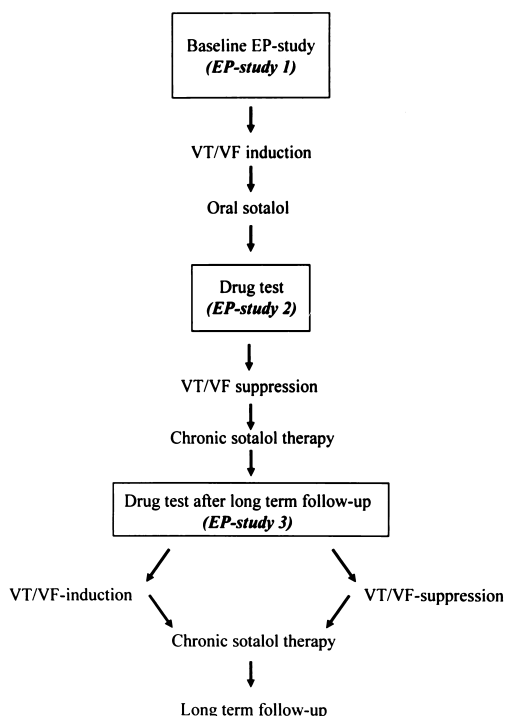 Baseline EP-study
(EP-study 1)
VT/VF induction
Oral sotalol
Drug test
(EP-study 2)
VT/VF suppression
Chronic sotalol therapy
Drug test after long term follow-up
(EP-study 3)
VT/VF-induction
VT/VF-suppression
Chronic sotalol therapy
Long term follow-up